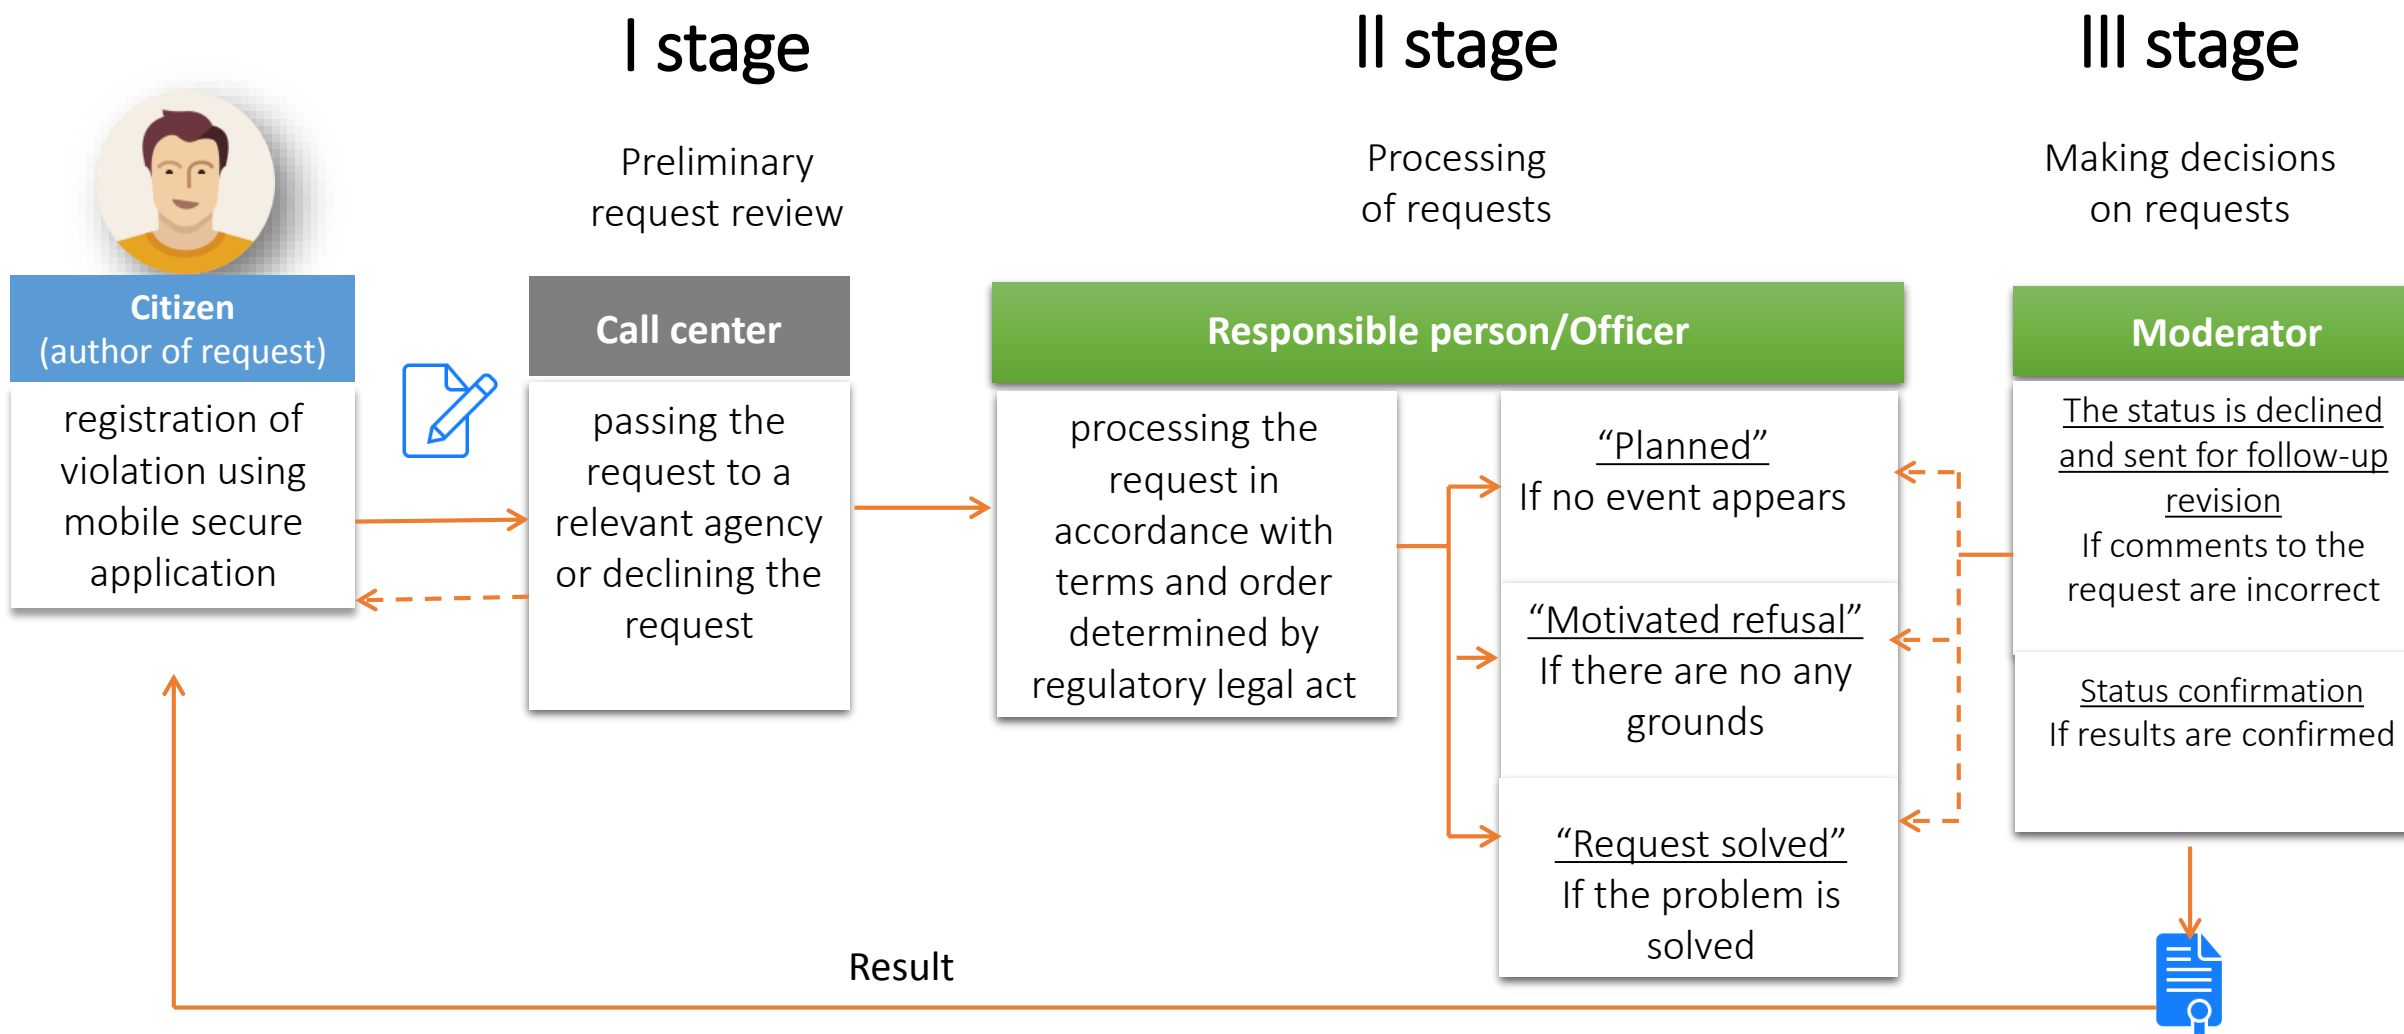 I stage
II stage
III stage
Preliminary
request review
Processing
of requests
Making decisions
on requests
Citizen
(author of request)
registration of
violation using
mobile secure
application
Call center
passing the
request to a
relevant agency
or declining the
request
Responsible person/Officer
processing the
request in
accordance with
terms and order
determined by
regulatory legal act
“Planned”
If no event appears
“Motivated refusal”
If there are no any
grounds
“Request solved”
If the problem is
solved
Moderator
The status is declined
and sent for follow-up
revision
If comments to the
request are incorrect
Status confirmation
If results are confirmed
Result